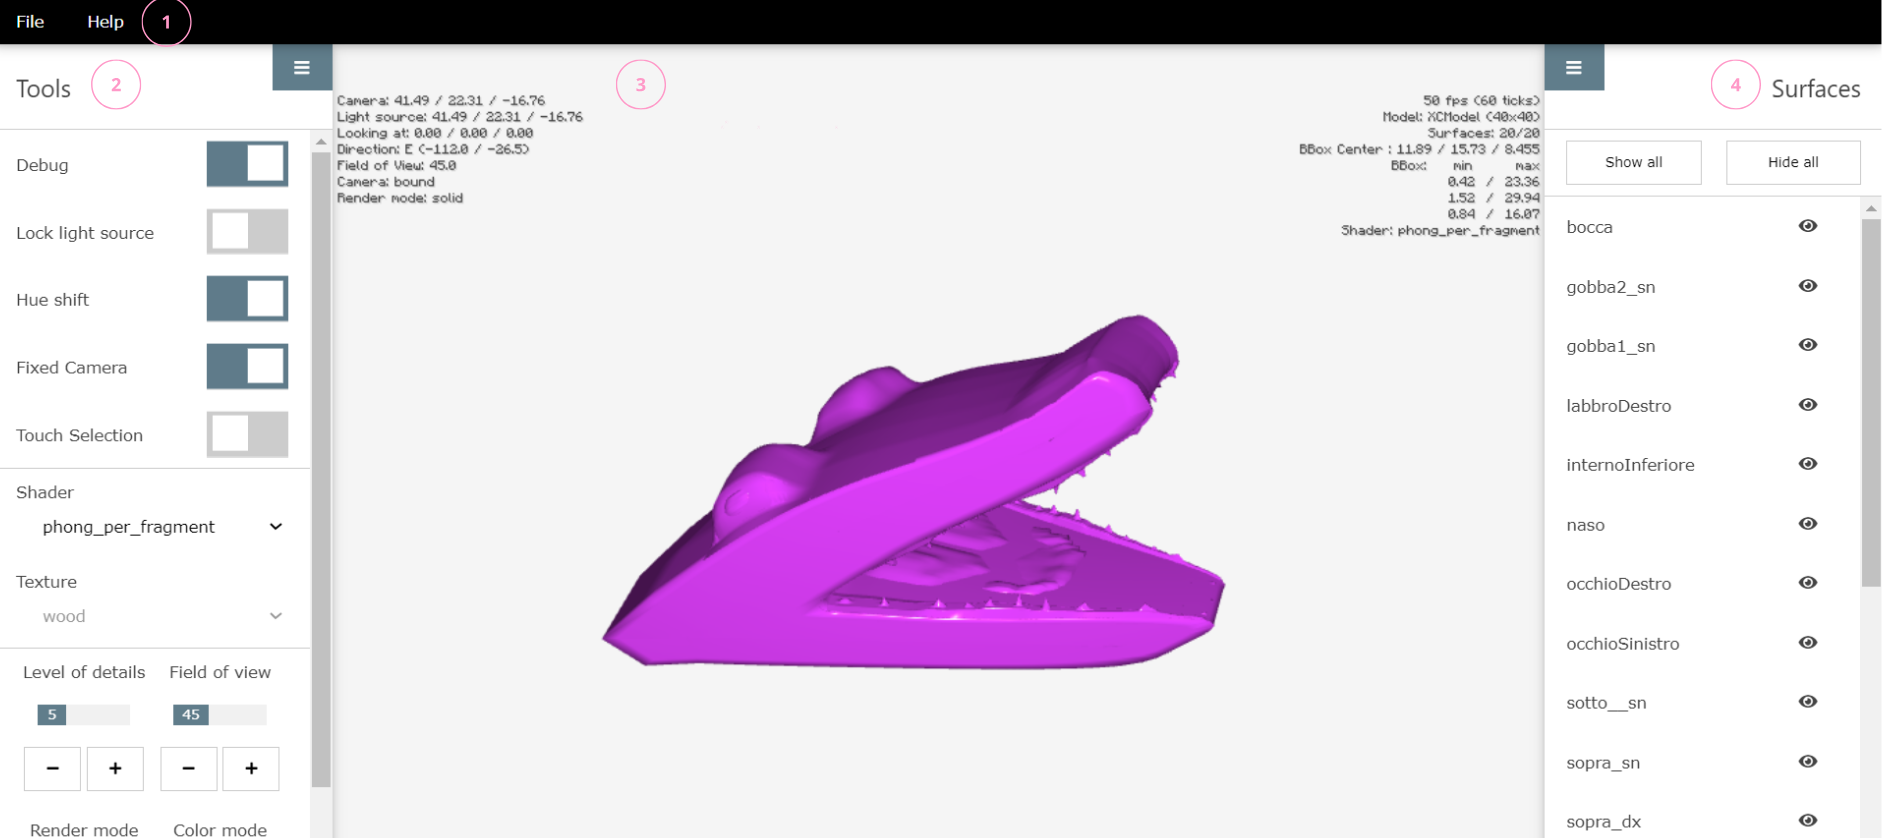 File Help 1
Tools 2
Debug
Lock light source
Hue shift
Fixed Camera
Touch Selection
Shader
phong_per_fragment
Texture
wood
Level of details Field of view
5 45
− + − +
Render mode Color mode
3
Camera: 41.49 / 22.31 / -16.76
Light source: 41.49 / 22.31 / -16.76
Looking at: 0.00 / 0.00 / 0.00
Direction: E (-112.0 / -26.5)
Field of View: 45.0
Camera: bound
Render mode: solid
50 fps (60 ticks)
Model: XCModel (40x40)
Surfaces: 20/20
BBox Center : 11.89 / 15.73 / 8.455
BBox: min max
0.42 / 23.36
1.52 / 29.94
0.84 / 16.07
Shader: phong_per_fragment
4 Surfaces
Show all Hide all
bocca
gobba2_sn
gobba1_sn
labbroDestro
internoInferiore
naso
occhioDestro
occhioSinistro
sotto__sn
sopra_sn
sopra_dx